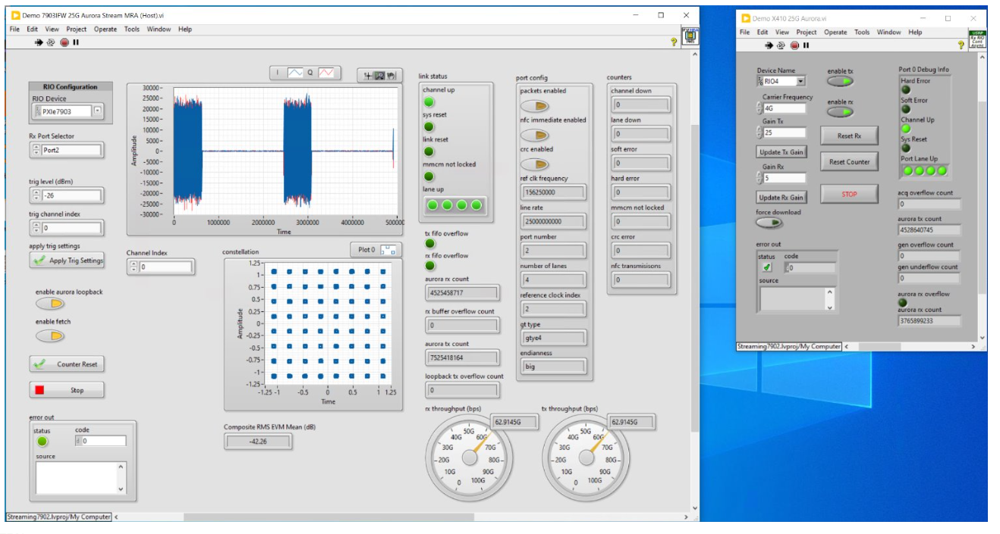 Demo 7903IFW 25G Aurora Stream MRA (Host).vi
File Edit View Project Operate Tools Window Help
RIO Configuration
RIO Device
PXIe7903
Rx Port Selector
Port2
trig level (dBm)
-26
trig channel index
0
apply trig settings
Apply Trig Settings
enable aurora loopback
enable fetch
Counter Reset
Stop
error out
status code
0
source
I Q
30000
25000
20000
15000
10000
5000
0
-5000
-10000
-15000
-20000
-25000
-30000
Amplitude
0 1000000 2000000 3000000 4000000 500000
Time
Channel Index
0
constellation
Plot 0
1.25
1
0.75
0.5
0.25
0
-0.25
-0.5
-0.75
-1
-1.25
Amplitude
-1.25 -1 -0.5 0 0.5 1 1.25
Time
Composite RMS EVM Mean (dB)
-42.26
link status
channel up
sys reset
link reset
mmcm not locked
lane up
tx fifo overflow
rx fifo overflow
aurora rx count
4525458717
rx buffer overflow count
0
aurora tx count
7525418164
loopback tx overflow count
0
rx throughput (bps)
62.9145G
0 10G 20G 30G 40G 50G 60G 70G 80G 90G 100G
tx throughput (bps)
62.9145G
0 10G 20G 30G 40G 50G 60G 70G 80G 90G 100G
port config
packets enabled
nfc immediate enabled
crc enabled
ref clk frequency
156250000
line rate
25000000000
port number
2
number of lanes
4
reference clock index
2
gt type
gtye4
endianness
big
counters
channel down
0
lane down
0
soft error
0
hard error
0
mmcm not locked
0
crc error
0
nfc transmisisons
0
Streaming7902.lvproj/My Computer
Demo X410 25G Aurora.vi
File Edit View Project Operate Tools Window Help
USRP
Rx RIO
Cont
Async
Device Name
RIO4
Carrier Frequency
4G
Gain Tx
25
Update Tx Gain
Gain Rx
5
Update Rx Gain
force download
enable tx
enable rx
Reset Rx
Reset Counter
STOP
error out
status code
0
source
Port 0 Debug Info
Hard Error
Soft Error
Channel Up
Sys Reset
Port Lane Up
acq overflow count
0
aurora tx count
4528640745
gen overflow count
0
gen underflow count
0
aurora rx overflow
aurora rx count
3765899233
Streaming7902.lvproj/My Computer